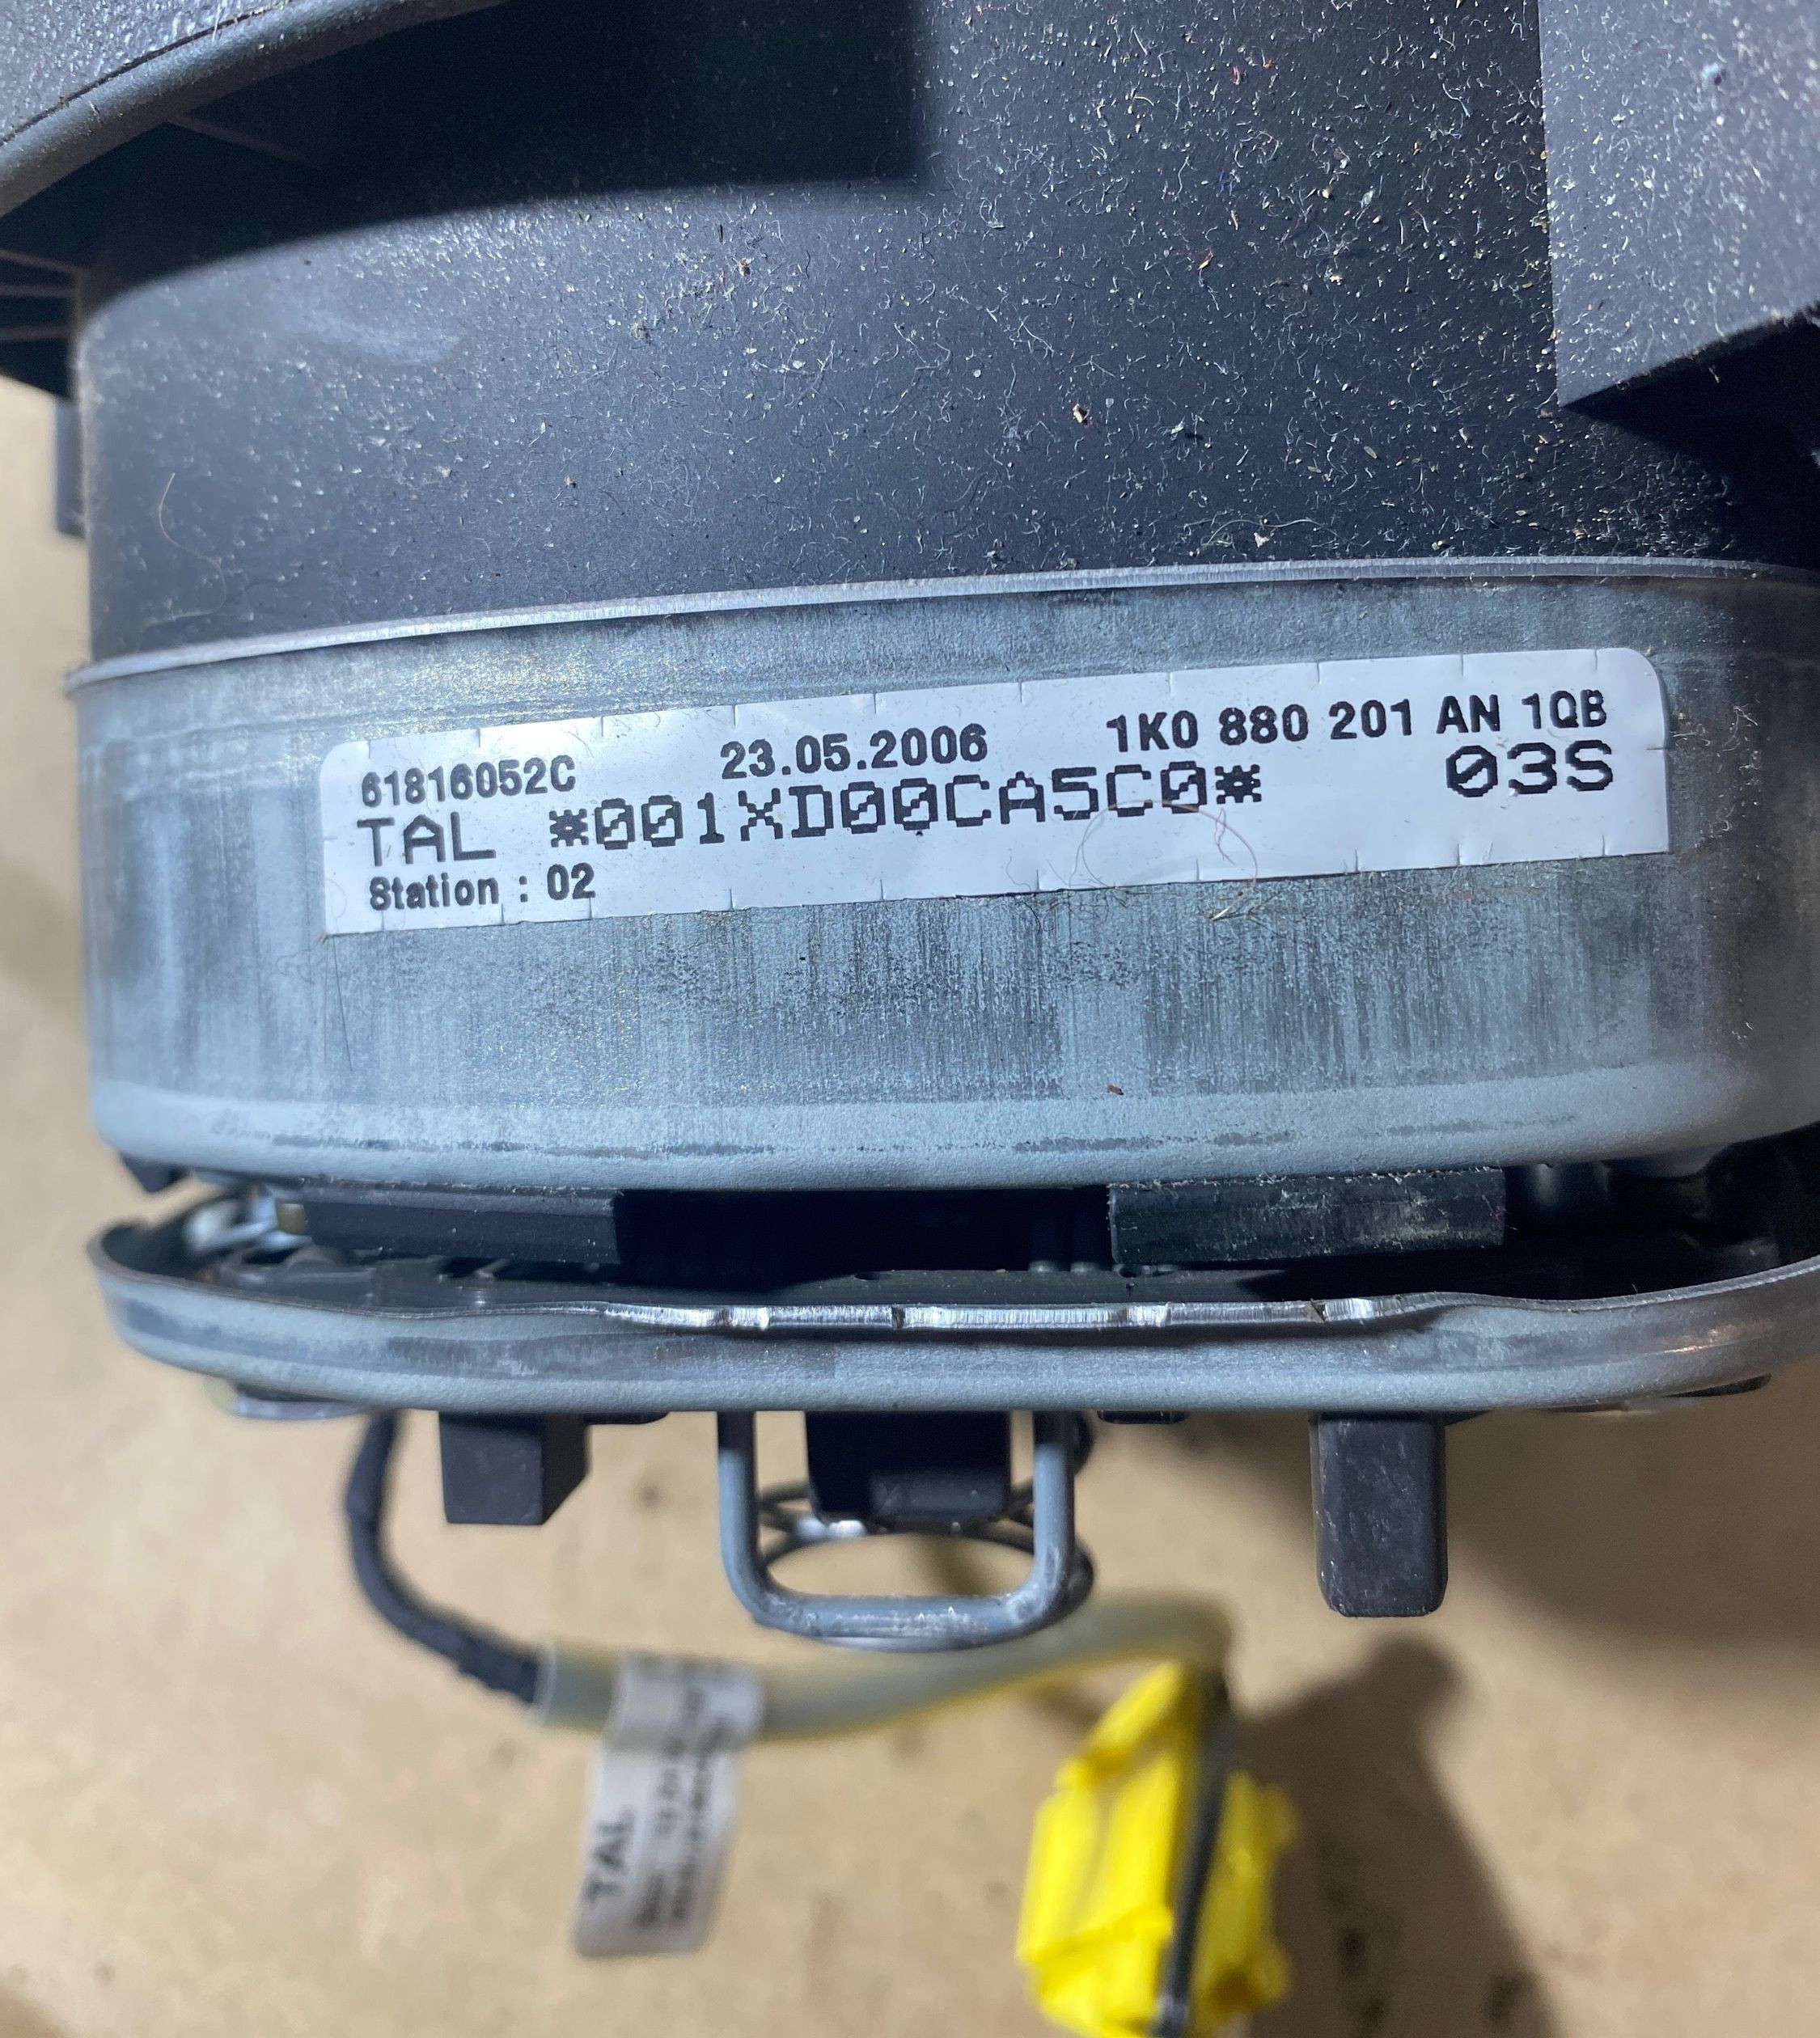 61816052C 23.05.2006 1K0 880 201 AN 1QB
TAL *001XD00CA5C0* 03S
Station : 02
TAL